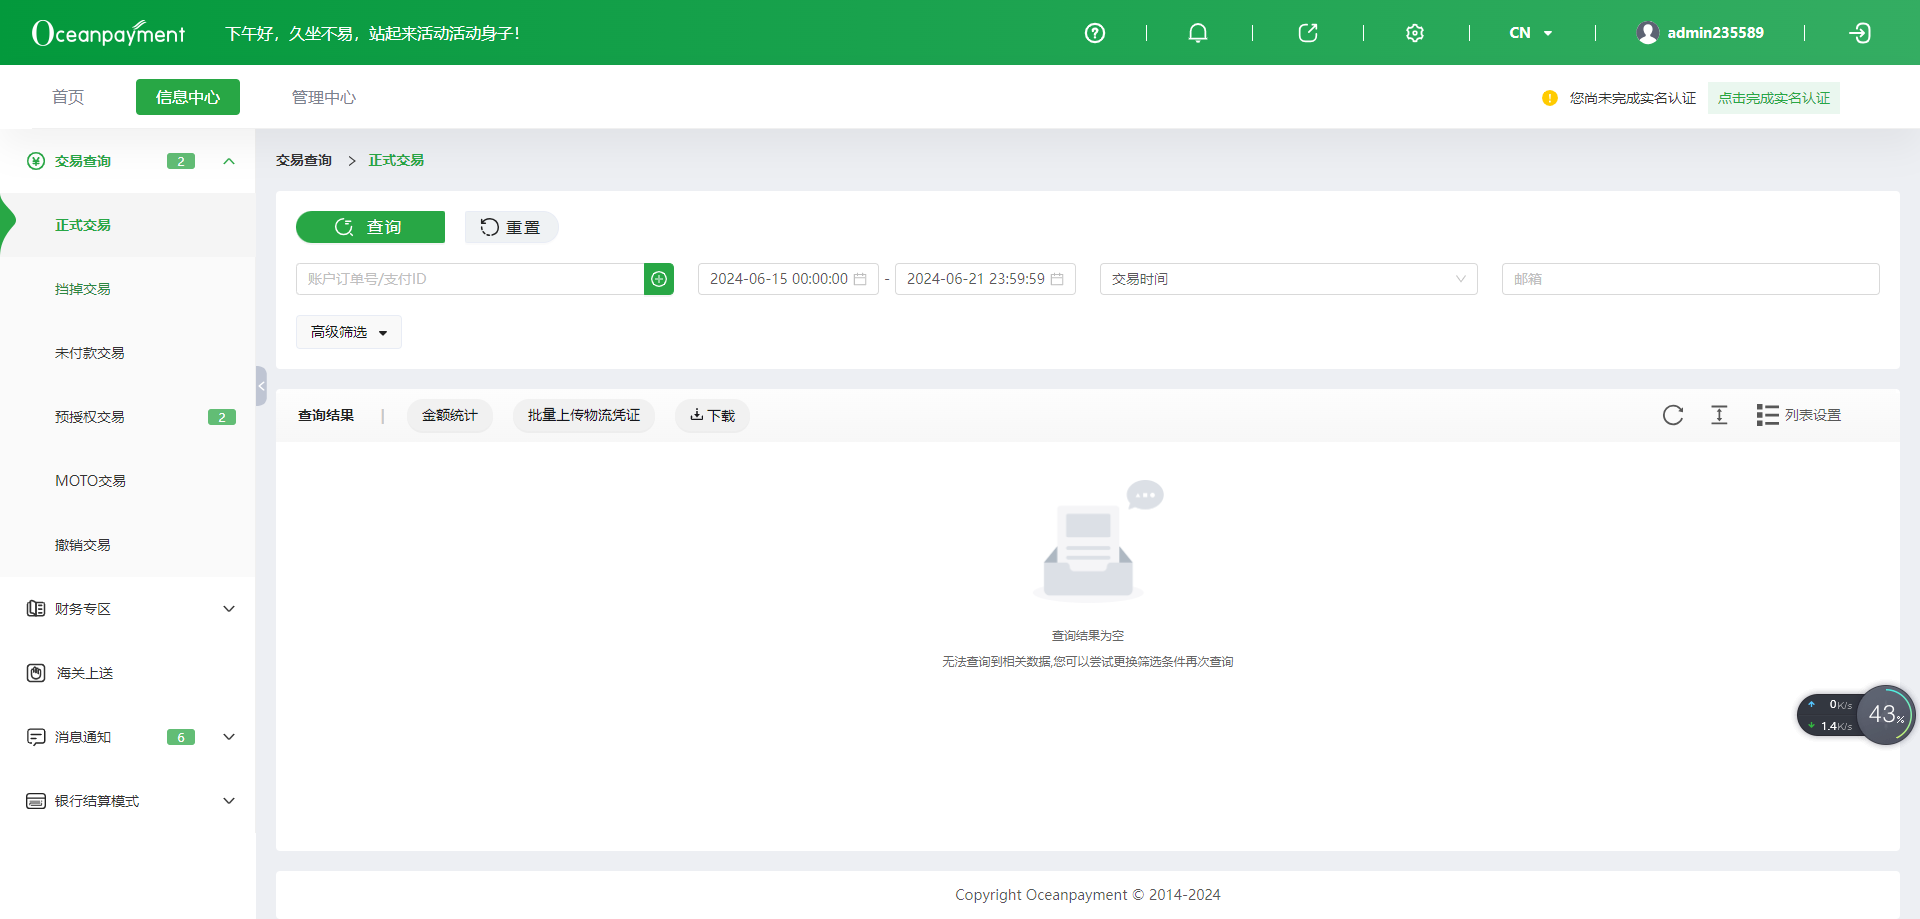 Oceanpayment
下午好，久坐不易，站起来活动活动身子！
CN
admin235589
首页
信息中心
管理中心
您尚未完成实名认证
点击完成实名认证
交易查询
2
正式交易
挡掉交易
未付款交易
预授权交易
2
MOTO交易
撤销交易
财务专区
海关上送
消息通知
6
银行结算模式
交易查询 > 正式交易
查询
重置
账户订单号/支付ID
2024-06-15 00:00:00 - 2024-06-21 23:59:59
交易时间
邮箱
高级筛选
查询结果 |
金额统计
批量上传物流凭证
下载
列表设置
查询结果为空
无法查询到相关数据,您可以尝试更换筛选条件再次查询
0K/s
1.4K/s
43%
Copyright Oceanpayment © 2014-2024